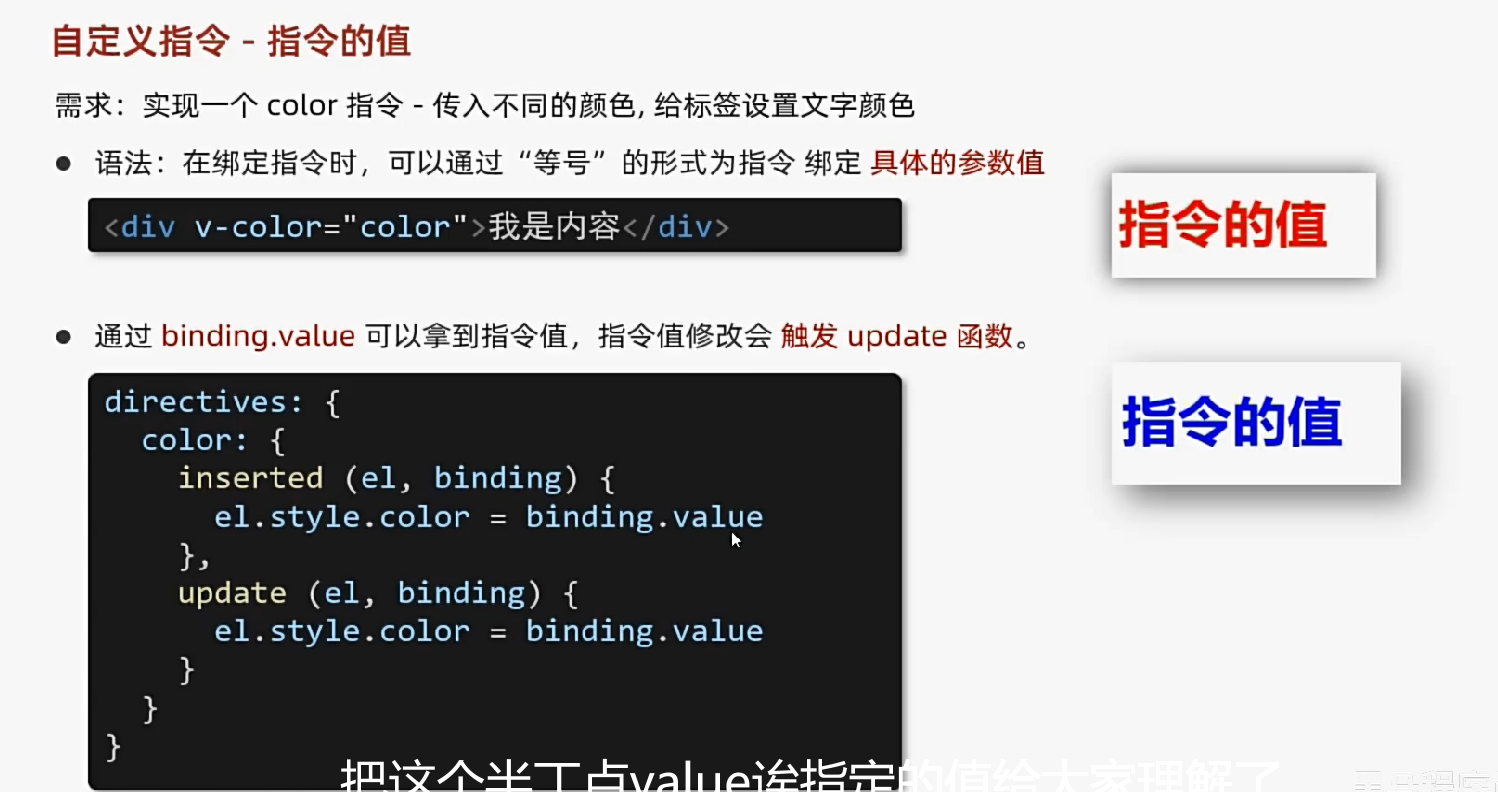 自定义指令 - 指令的值
需求：实现一个 color 指令 - 传入不同的颜色, 给标签设置文字颜色
● 语法：在绑定指令时，可以通过“等号”的形式为指令 绑定 具体的参数值
<div v-color="color">我是内容</div>
指令的值
● 通过 binding.value 可以拿到指令值，指令值修改会 触发 update 函数。
指令的值
directives: {
color: {
inserted (el, binding) {
el.style.color = binding.value
},
update (el, binding) {
el.style.color = binding.value
}
}
}
把这个半丁点value诶指定的值给大家理解了